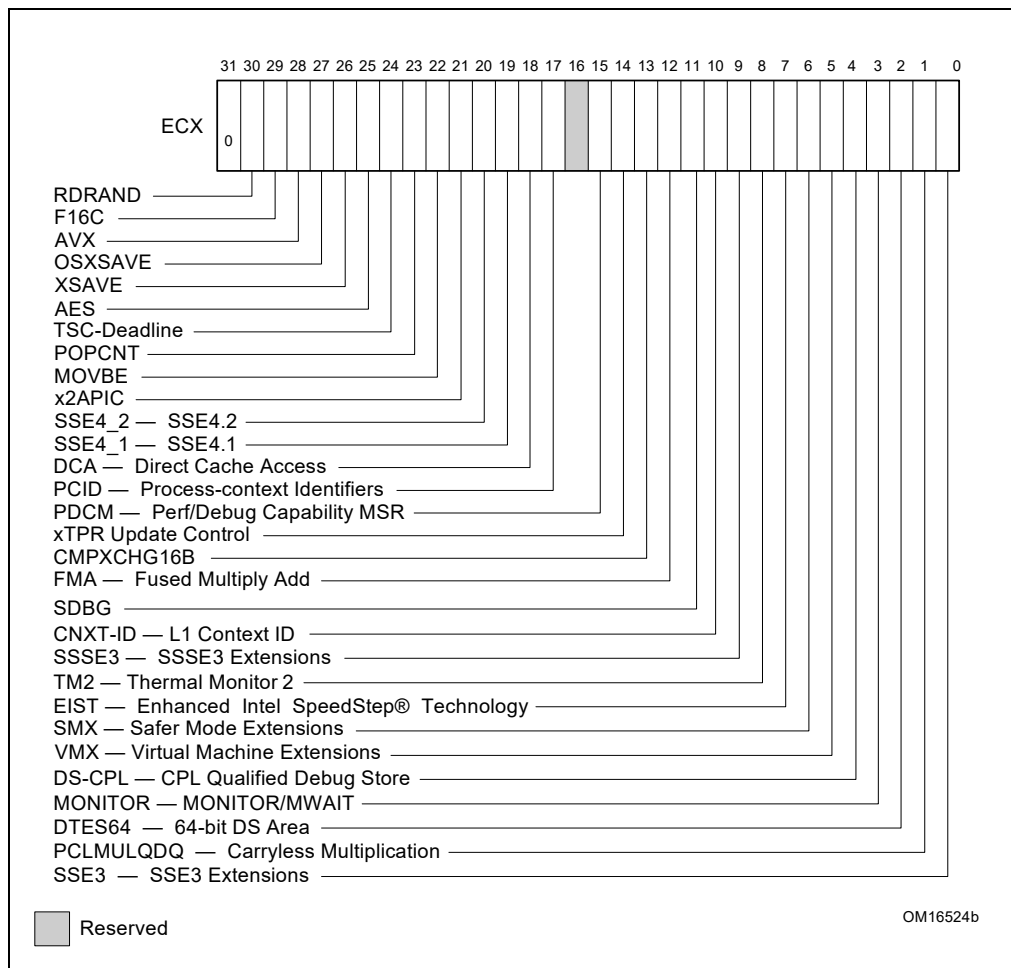 31 30 29 28 27 26 25 24 23 22 21 20 19 18 17 16 15 14 13 12 11 10 9 8 7 6 5 4 3 2 1 0
ECX
0
RDRAND
F16C
AVX
OSXSAVE
XSAVE
AES
TSC-Deadline
POPCNT
MOVBE
x2APIC
SSE4_2 — SSE4.2
SSE4_1 — SSE4.1
DCA — Direct Cache Access
PCID — Process-context Identifiers
PDCM — Perf/Debug Capability MSR
xTPR Update Control
CMPXCHG16B
FMA — Fused Multiply Add
SDBG
CNXT-ID — L1 Context ID
SSSE3 — SSSE3 Extensions
TM2 — Thermal Monitor 2
EIST — Enhanced Intel SpeedStep® Technology
SMX — Safer Mode Extensions
VMX — Virtual Machine Extensions
DS-CPL — CPL Qualified Debug Store
MONITOR — MONITOR/MWAIT
DTES64 — 64-bit DS Area
PCLMULQDQ — Carryless Multiplication
SSE3 — SSE3 Extensions
Reserved
OM16524b